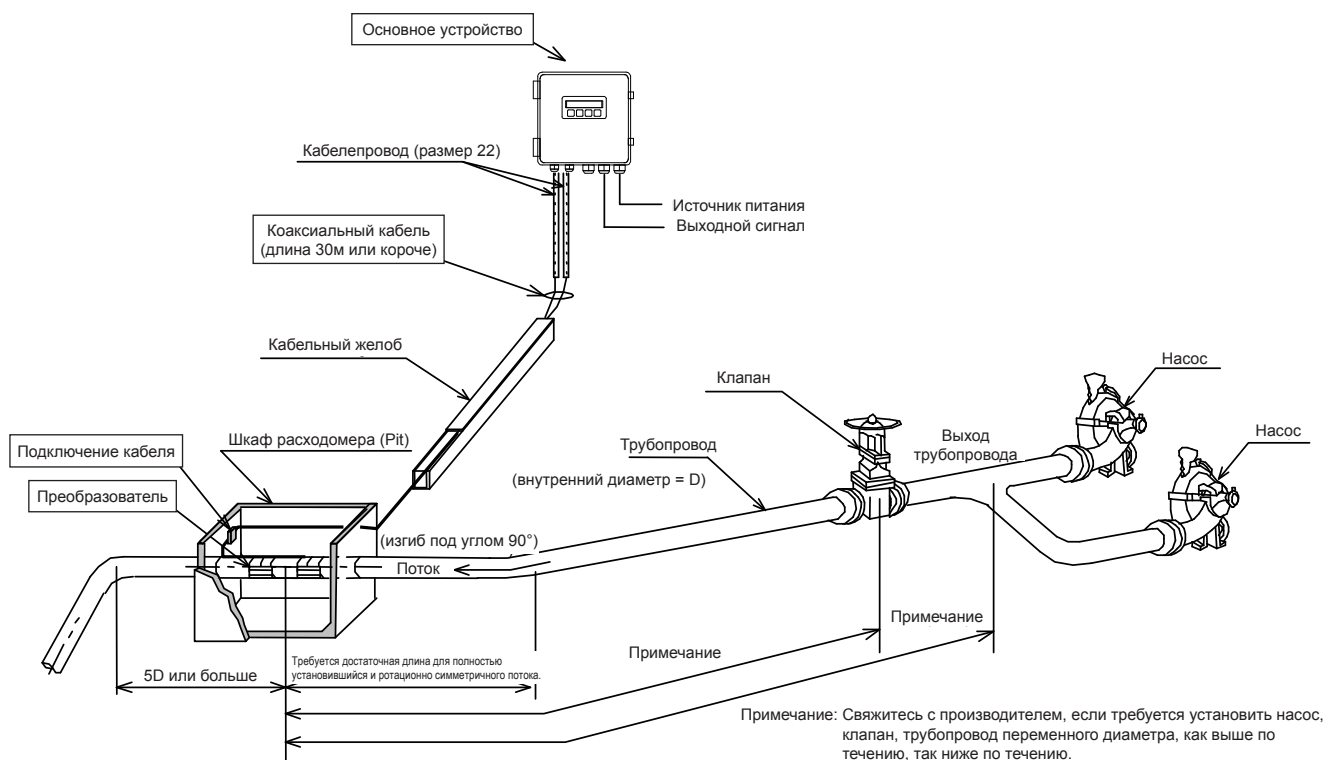 Основное устройство
Кабелепровод (размер 22)
Источник питания
Выходной сигнал
Коаксиальный кабель
(длина 30м или короче)
Кабельный желоб
Насос
Клапан
Насос
Шкаф расходомера (Pit)
Трубопровод
Выход
трубопровода
Подключение кабеля
(внутренний диаметр = D)
Преобразователь
(изгиб под углом 90°)
Поток
Примечание
Примечание
5D или больше
Требуется достаточная длина для полностью
установившийся и ротационно симметричного потока.
Примечание: Свяжитесь с производителем, если требуется установить насос,
клапан, трубопровод переменного диаметра, как выше по
течению, так ниже по течению.